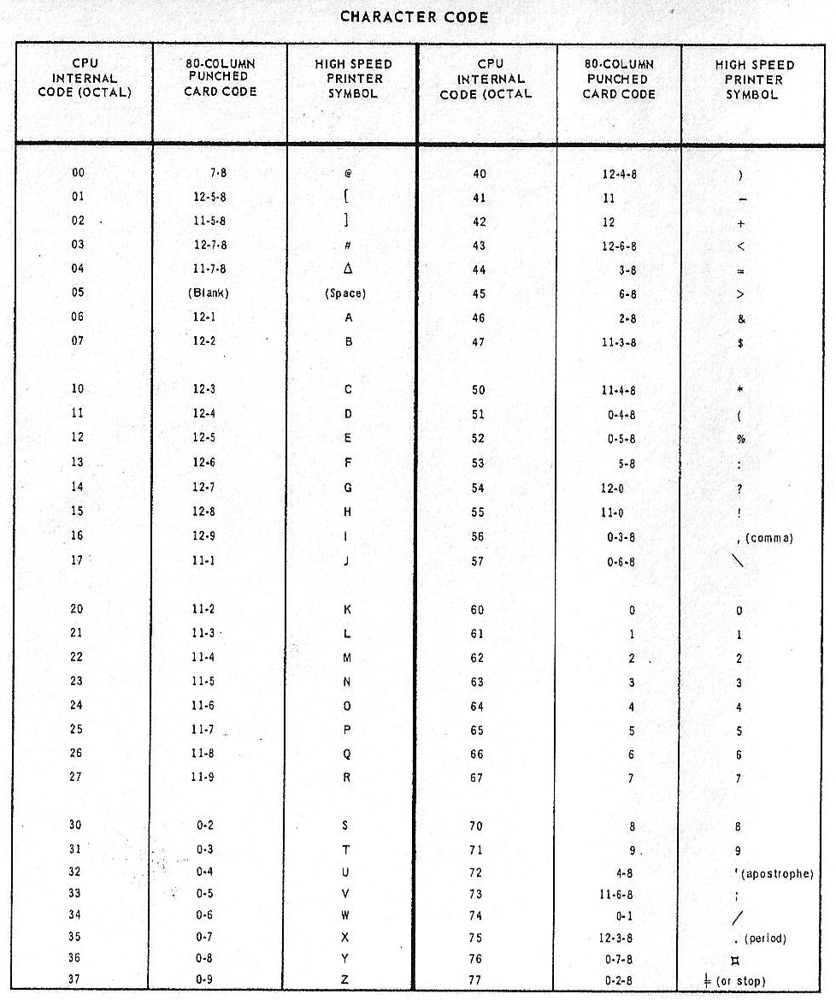 CHARACTER CODE
CPU INTERNAL CODE (OCTAL) 80-COLUMN PUNCHED CARD CODE HIGH SPEED PRINTER SYMBOL CPU INTERNAL CODE (OCTAL 80-COLUMN PUNCHED CARD CODE HIGH SPEED PRINTER SYMBOL
00 7-8 @ 40 12-4-8 )
01 12-5-8 [ 41 11 –
02 11-5-8 ] 42 12 +
03 12-7-8 # 43 12-6-8 <
04 11-7-8 Δ 44 3-8 =
05 (Blank) (Space) 45 6-8 >
06 12-1 A 46 2-8 &
07 12-2 B 47 11-3-8 $
10 12-3 C 50 11-4-8 *
11 12-4 D 51 0-4-8 (
12 12-5 E 52 0-5-8 %
13 12-6 F 53 5-8 :
14 12-7 G 54 12-0 ?
15 12-8 H 55 11-0 !
16 12-9 I 56 0-3-8 , (comma)
17 11-1 J 57 0-6-8 \
20 11-2 K 60 0 0
21 11-3 L 61 1 1
22 11-4 M 62 2 2
23 11-5 N 63 3 3
24 11-6 O 64 4 4
25 11-7 P 65 5 5
26 11-8 Q 66 6 6
27 11-9 R 67 7 7
30 0-2 S 70 8 8
31 0-3 T 71 9 9
32 0-4 U 72 4-8 ' (apostrophe)
33 0-5 V 73 11-6-8 ;
34 0-6 W 74 0-1 /
35 0-7 X 75 12-3-8 . (period)
36 0-8 Y 76 0-7-8 ¤
37 0-9 Z 77 0-2-8 ‡ (or stop)